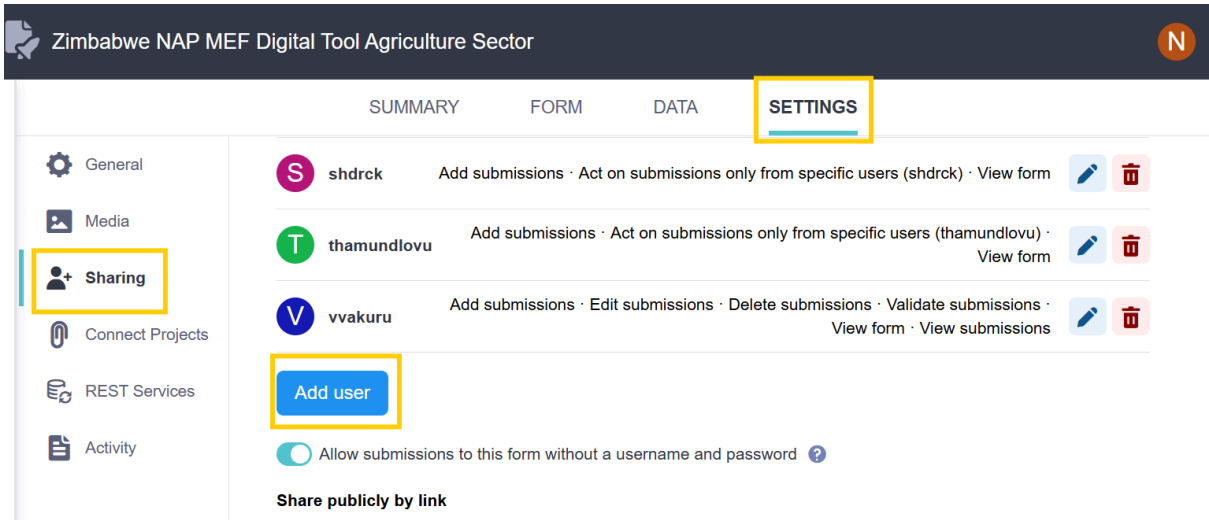 Zimbabwe NAP MEF Digital Tool Agriculture Sector
N
SUMMARY FORM DATA SETTINGS
General
Media
Sharing
Connect Projects
REST Services
Activity
S shdrck Add submissions · Act on submissions only from specific users (shdrck) · View form
T thamundlovu Add submissions · Act on submissions only from specific users (thamundlovu) ·
View form
V vvakuru Add submissions · Edit submissions · Delete submissions · Validate submissions ·
View form · View submissions
Add user
Allow submissions to this form without a username and password ?
Share publicly by link